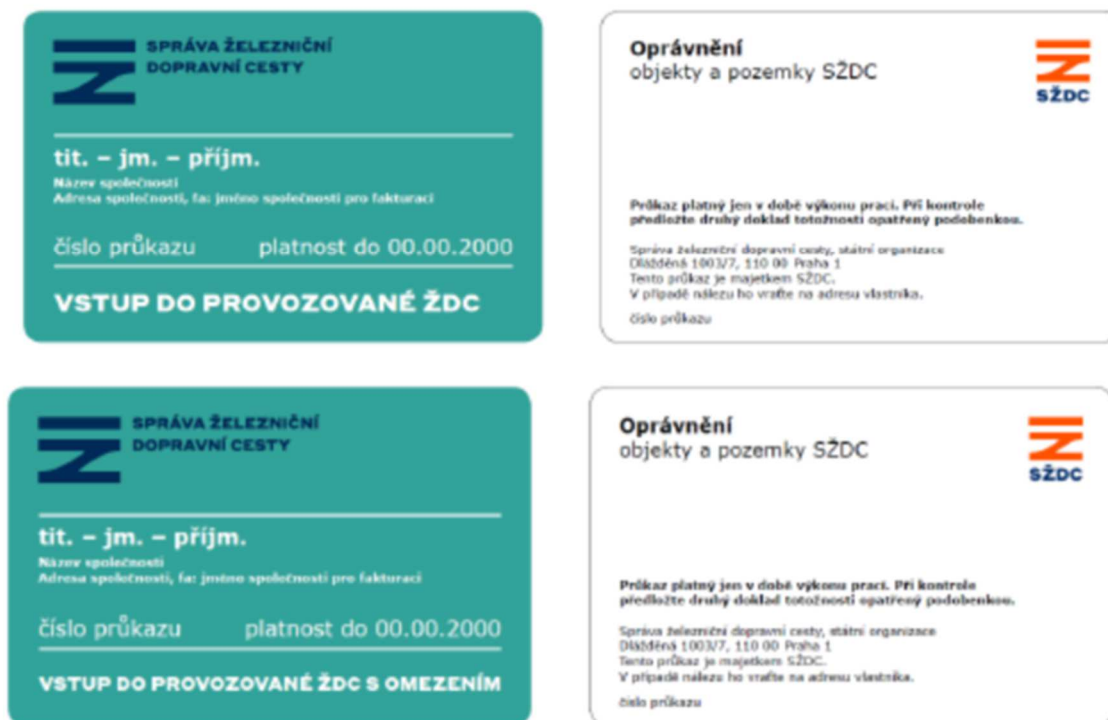 SPRÁVA ŽELEZNIČNÍ
DOPRAVNÍ CESTY
tit. – jm. – příjm.
Název společnosti
Adresa společnosti, fa: jméno společnosti pro fakturaci
číslo průkazu platnost do 00.00.2000
VSTUP DO PROVOZOVANÉ ŽDC
Oprávnění
objekty a pozemky SŽDC
SŽDC
Průkaz platný jen v době výkonu prací. Při kontrole
předložte druhý doklad totožnosti opatřený podobenkou.
Správa železniční dopravní cesty, státní organizace
Dlážděná 1003/7, 110 00 Praha 1
Tento průkaz je majetkem SŽDC.
V případě nálezu ho vraťte na adresu vlastníka.
číslo průkazu
SPRÁVA ŽELEZNIČNÍ
DOPRAVNÍ CESTY
tit. – jm. – příjm.
Název společnosti
Adresa společnosti, fa: jméno společnosti pro fakturaci
číslo průkazu platnost do 00.00.2000
VSTUP DO PROVOZOVANÉ ŽDC S OMEZENÍM
Oprávnění
objekty a pozemky SŽDC
SŽDC
Průkaz platný jen v době výkonu prací. Při kontrole
předložte druhý doklad totožnosti opatřený podobenkou.
Správa železniční dopravní cesty, státní organizace
Dlážděná 1003/7, 110 00 Praha 1
Tento průkaz je majetkem SŽDC.
V případě nálezu ho vraťte na adresu vlastníka.
číslo průkazu